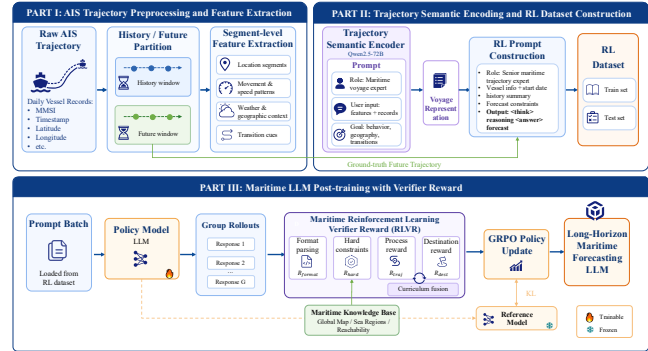 PART I: AIS Trajectory Preprocessing and Feature Extraction
Raw AIS
Trajectory
Daily Vessel Records:
• MMSI
• Timestamp
• Latitude
• Longitude
• etc.
History / Future
Partition
History window
Future window
Segment-level
Feature Extraction
Location segments
Movement &
speed patterns
Weather &
geographic context
Transition cues
PART II: Trajectory Semantic Encoding and RL Dataset Construction
Trajectory
Semantic Encoder
Qwen2.5-72B
Prompt
Role: Maritime
voyage expert
User input:
features + records
Goal: behavior,
geography,
transitions
Voyage
Represent
ation
RL Prompt
Construction
• Role: Senior maritime
trajectory expert
• Vessel info + start date
• history summary
• Forecast constraints
• Output: <think>
reasoning <answer>
forecast
RL
Dataset
Train set
Test set
Ground-truth Future Trajectory
PART III: Maritime LLM Post-training with Verifier Reward
Prompt Batch
Loaded from
RL dataset
Policy Model
LLM
Group Rollouts
Response 1
Response 2
...
Response G
Maritime Reinforcement Learning
Verifier Reward (RLVR)
Format
parsing
R_format
Hard
constraints
R_hard
Process
reward
R_traj
Destination
reward
R_dest
Curriculum fusion
Maritime Knowledge Base
Global Map / Sea Regions /
Reachability
GRPO Policy
Update
KL
Reference
Model
Long-Horizon
Maritime
Forecasting
LLM
Trainable
Frozen